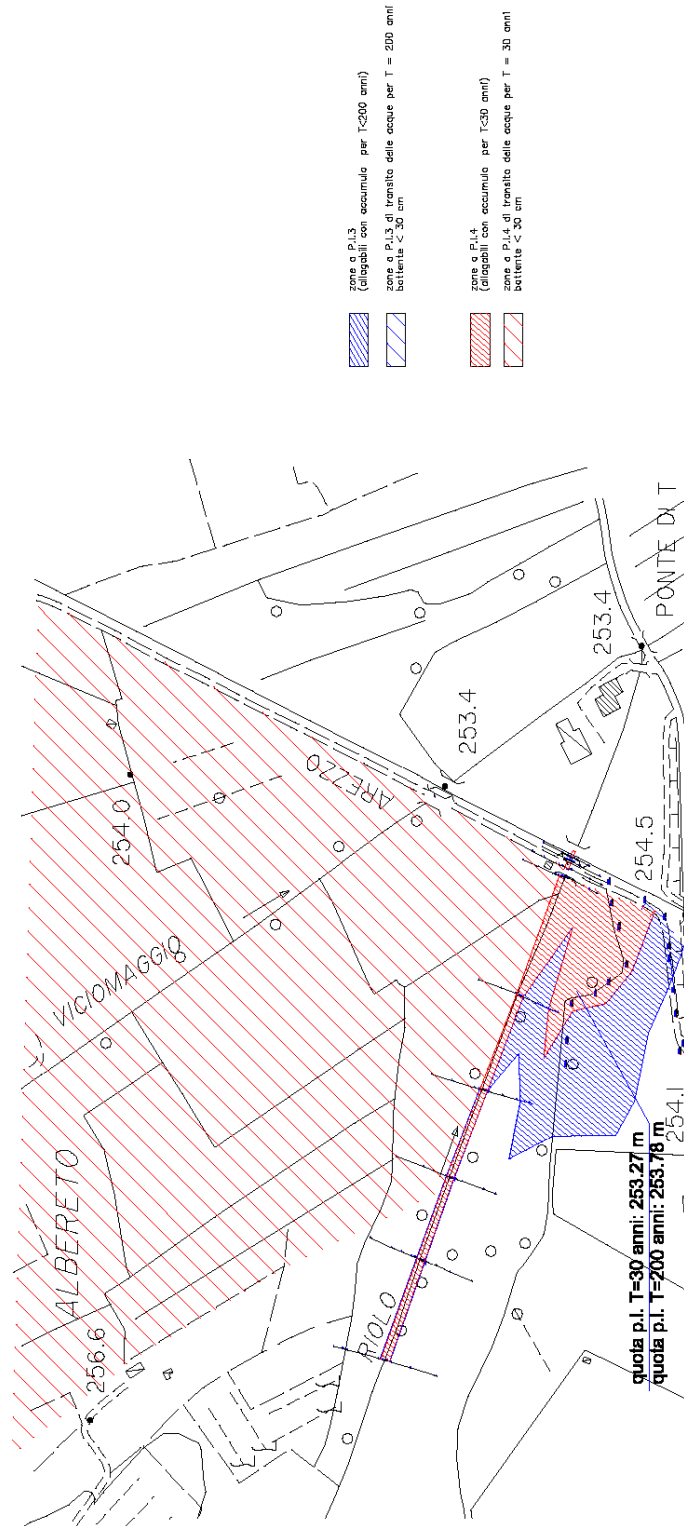 zone a P.I.3
(allagabili con accumulo per T<200 anni)
zone a P.I.3 di transito delle acque per T = 200 anni
battente < 30 cm
zone a P.I.4
(allagabili con accumulo per T<30 anni)
zone a P.I.4 di transito delle acque per T = 30 anni
battente < 30 cm
ALBERETO
256.6
VICIOMAGGIO
254.0
AREZZO
253.4
253.4
PONTE DI T
254.5
RIOLO
254.1
quota p.l. T=30 anni: 253.27 m
quota p.l. T=200 anni: 253.78 m